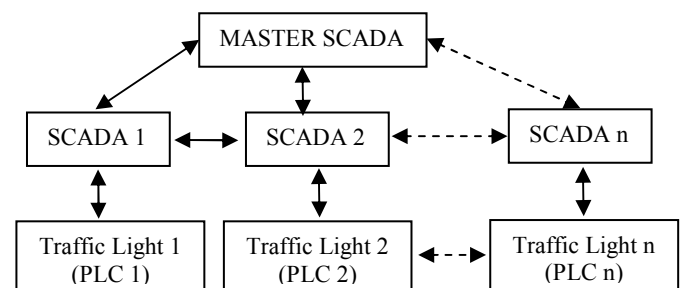 MASTER SCADA
SCADA 1
SCADA 2
SCADA n
Traffic Light 1
(PLC 1)
Traffic Light 2
(PLC 2)
Traffic Light n
(PLC n)